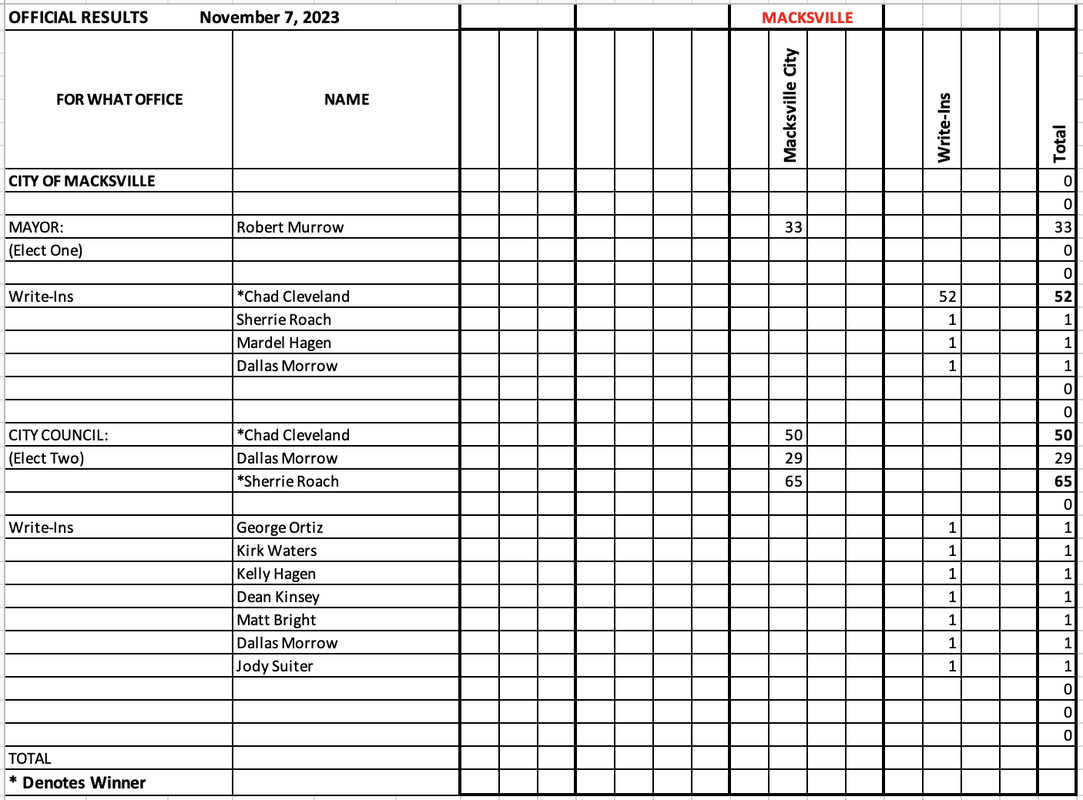 OFFICIAL RESULTS November 7, 2023 MACKSVILLE
FOR WHAT OFFICE NAME Macksville City Write-Ins Total
CITY OF MACKSVILLE 0
0
MAYOR: Robert Murrow 33 33
(Elect One) 0
0
Write-Ins *Chad Cleveland 52 52
Sherrie Roach 1 1
Mardel Hagen 1 1
Dallas Morrow 1 1
0
0
CITY COUNCIL: *Chad Cleveland 50 50
(Elect Two) Dallas Morrow 29 29
*Sherrie Roach 65 65
0
Write-Ins George Ortiz 1 1
Kirk Waters 1 1
Kelly Hagen 1 1
Dean Kinsey 1 1
Matt Bright 1 1
Dallas Morrow 1 1
Jody Suiter 1 1
0
0
0
TOTAL
* Denotes Winner